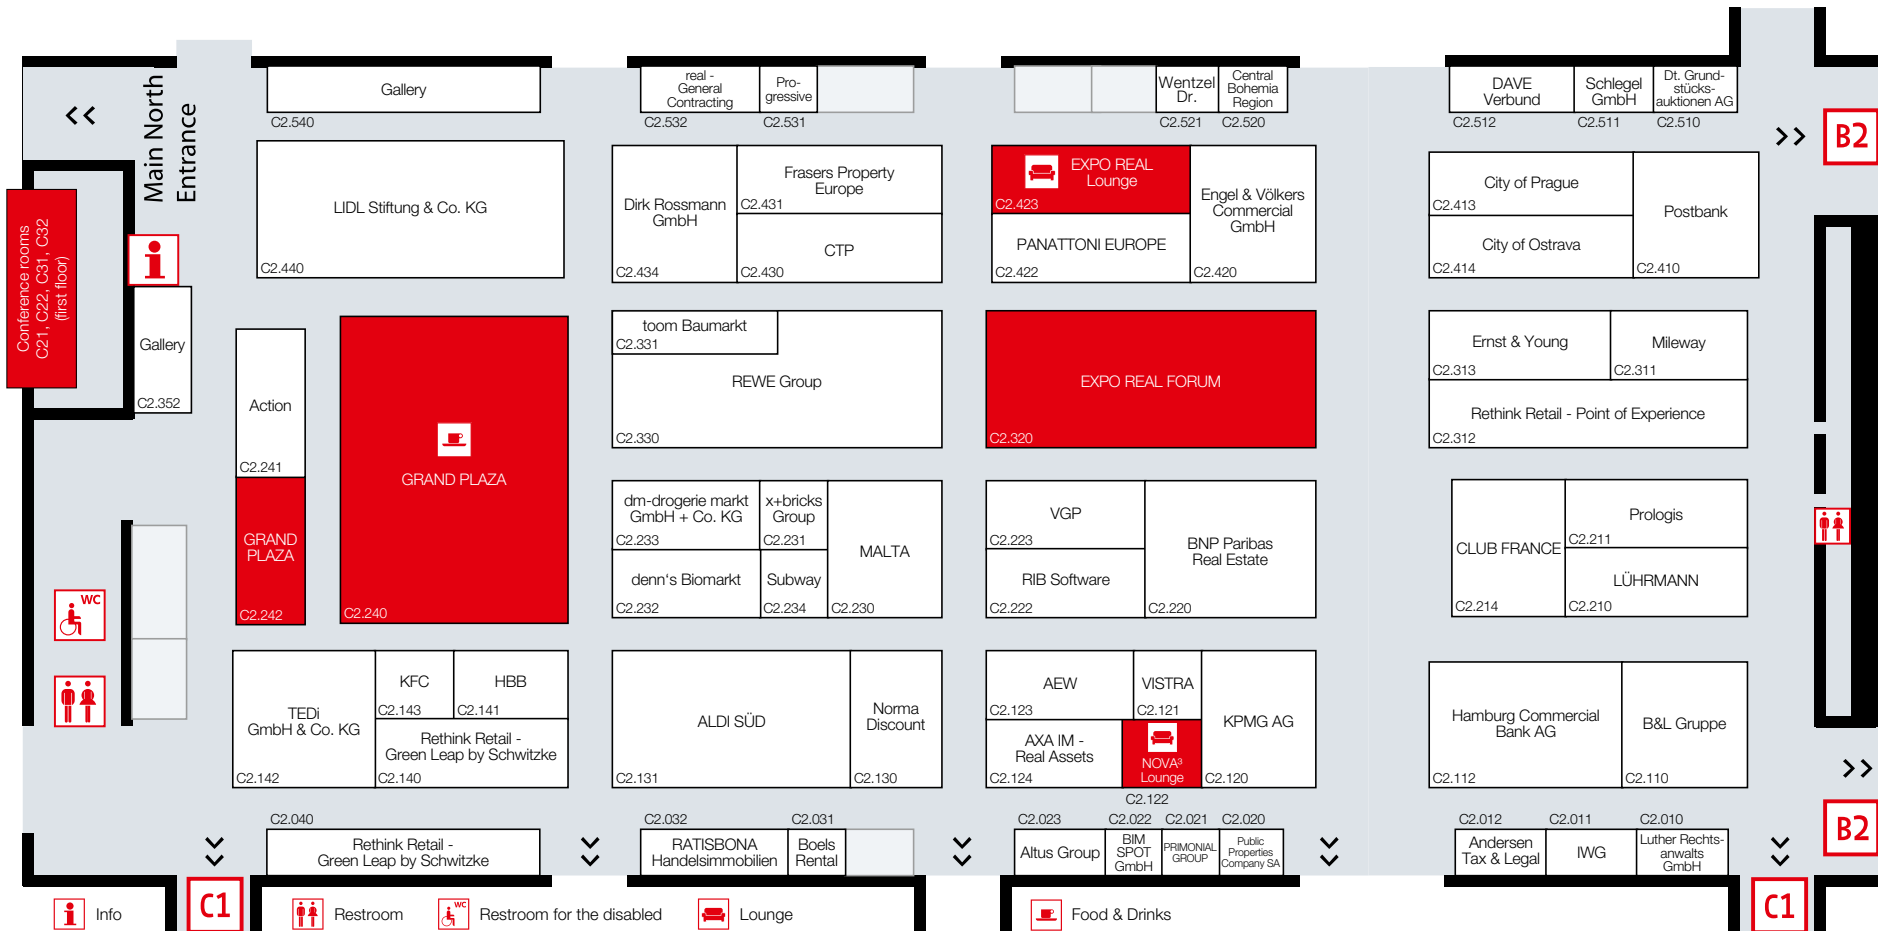 Main North
Entrance
Gallery
C2.540
real -
General
Contracting
C2.532
Pro-
gressive
C2.531
Wentzel
Dr.
C2.521
Central
Bohemia
Region
C2.520
DAVE
Verbund
C2.512
Schlegel
GmbH
C2.511
Dt. Grund-
stücks-
auktionen AG
C2.510
B2
LIDL Stiftung & Co. KG
C2.440
Dirk Rossmann
GmbH
C2.434
Frasers Property
Europe
C2.431
CTP
C2.430
EXPO REAL
Lounge
C2.423
PANATTONI EUROPE
C2.422
Engel & Völkers
Commercial
GmbH
C2.420
City of Prague
C2.413
City of Ostrava
C2.414
Postbank
C2.410
Conference rooms
C21, C22, C31, C32
(first floor)
Gallery
C2.352
Action
C2.241
GRAND
PLAZA
C2.242
GRAND PLAZA
C2.240
toom Baumarkt
C2.331
REWE Group
C2.330
EXPO REAL FORUM
C2.320
Ernst & Young
C2.313
Mileway
C2.311
Rethink Retail - Point of Experience
C2.312
dm-drogerie markt
GmbH + Co. KG
C2.233
x+bricks
Group
C2.231
MALTA
C2.230
denn's Biomarkt
C2.232
Subway
C2.234
VGP
C2.223
RIB Software
C2.222
BNP Paribas
Real Estate
C2.220
CLUB FRANCE
C2.214
Prologis
C2.211
LÜHRMANN
C2.210
WC
TEDi
GmbH & Co. KG
C2.142
KFC
C2.143
HBB
C2.141
Rethink Retail -
Green Leap by Schwitzke
C2.140
ALDI SÜD
C2.131
Norma
Discount
C2.130
AEW
C2.123
VISTRA
C2.121
AXA IM -
Real Assets
C2.124
NOVA³
Lounge
C2.122
KPMG AG
C2.120
Hamburg Commercial
Bank AG
C2.112
B&L Gruppe
C2.110
C2.040
Rethink Retail -
Green Leap by Schwitzke
C2.032
RATISBONA
Handelsimmobilien
C2.031
Boels
Rental
C2.023
Altus Group
C2.022
BIM
SPOT
GmbH
C2.021
PRIMONIAL
GROUP
C2.020
Public
Properties
Company SA
C2.012
Andersen
Tax & Legal
C2.011
IWG
C2.010
Luther Rechts-
anwalts
GmbH
B2
C1
C1
Info
Restroom
WC
Restroom for the disabled
Lounge
Food & Drinks